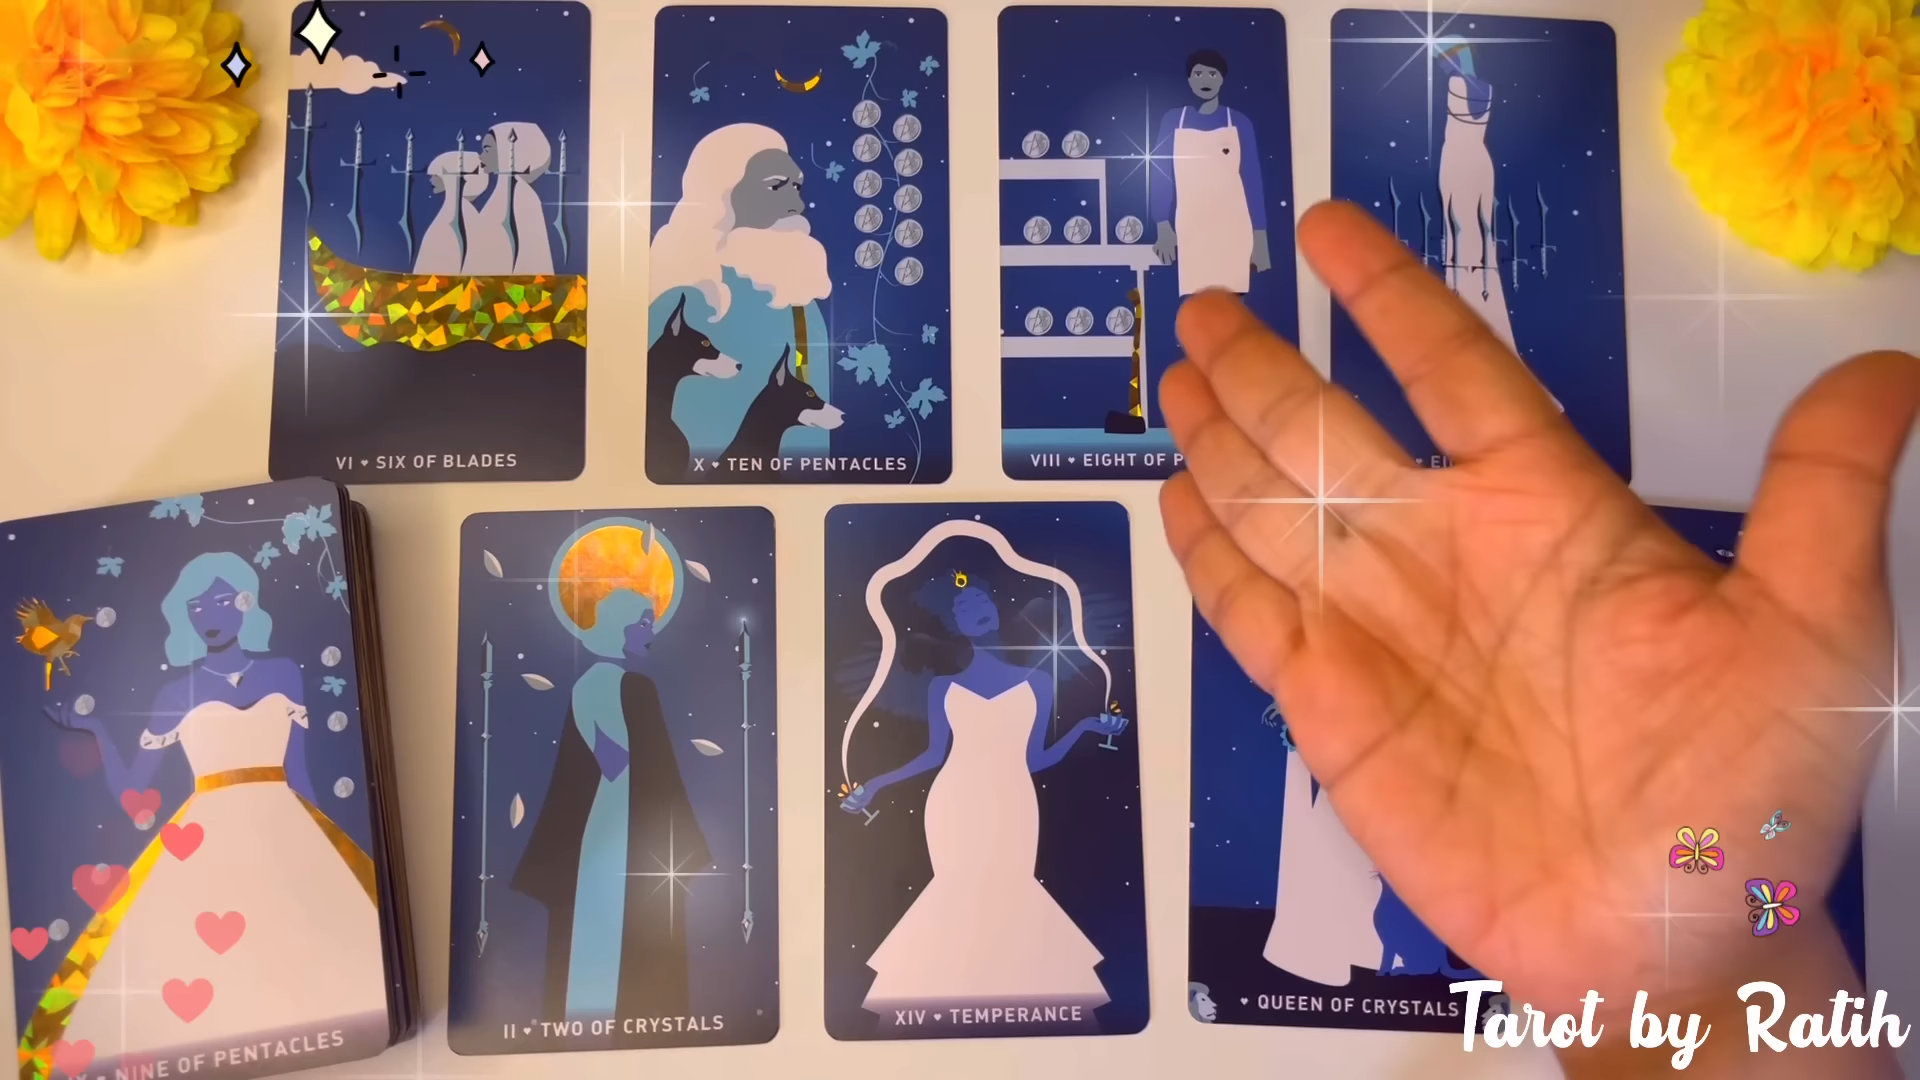 VI ♥ SIX OF BLADES
X ♥ TEN OF PENTACLES
VIII ♥ EIGHT OF P
♥ EI
NINE OF PENTACLES
II ♥ TWO OF CRYSTALS
XIV ♥ TEMPERANCE
♥ QUEEN OF CRYSTALS
Tarot by Ratih